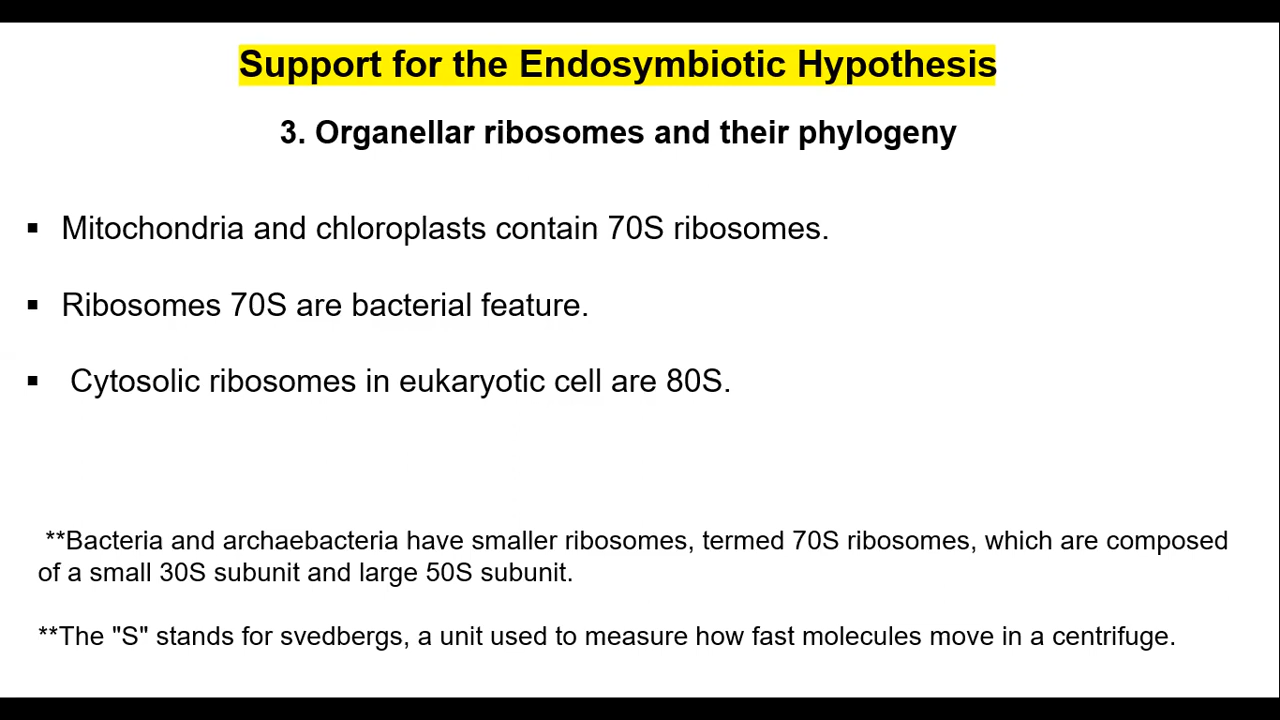 Support for the Endosymbiotic Hypothesis
3. Organellar ribosomes and their phylogeny
▪ Mitochondria and chloroplasts contain 70S ribosomes.
▪ Ribosomes 70S are bacterial feature.
▪ Cytosolic ribosomes in eukaryotic cell are 80S.
**Bacteria and archaebacteria have smaller ribosomes, termed 70S ribosomes, which are composed
of a small 30S subunit and large 50S subunit.
**The "S" stands for svedbergs, a unit used to measure how fast molecules move in a centrifuge.